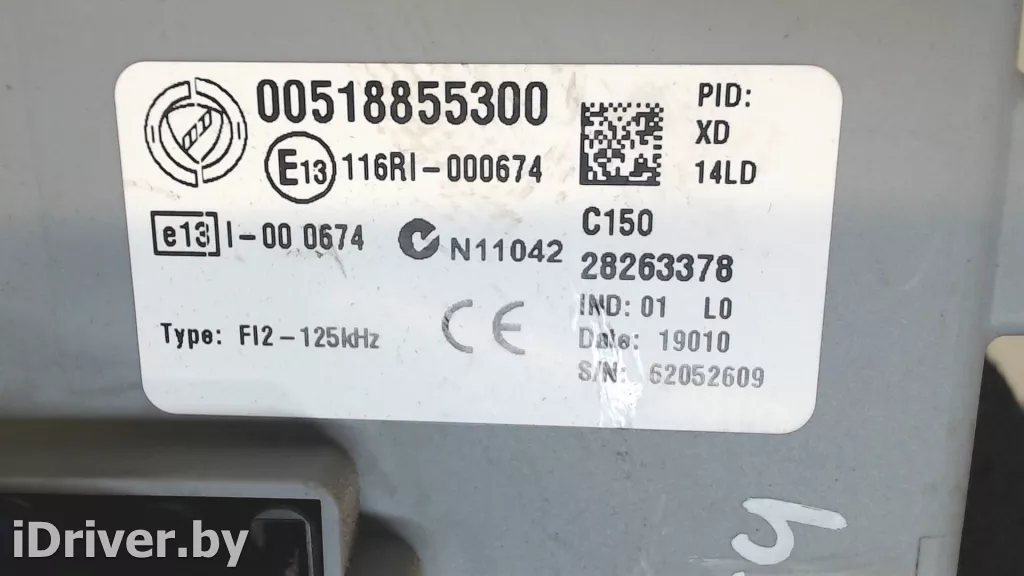 00518855300
E13 116RI-000674
e13 I-00 0674
N11042
Type: FI2-125kHz
CE
PID:
XD
14LD
C150
28263378
IND: 01 L0
Date: 19010
S/N: 62052609
iDriver.by